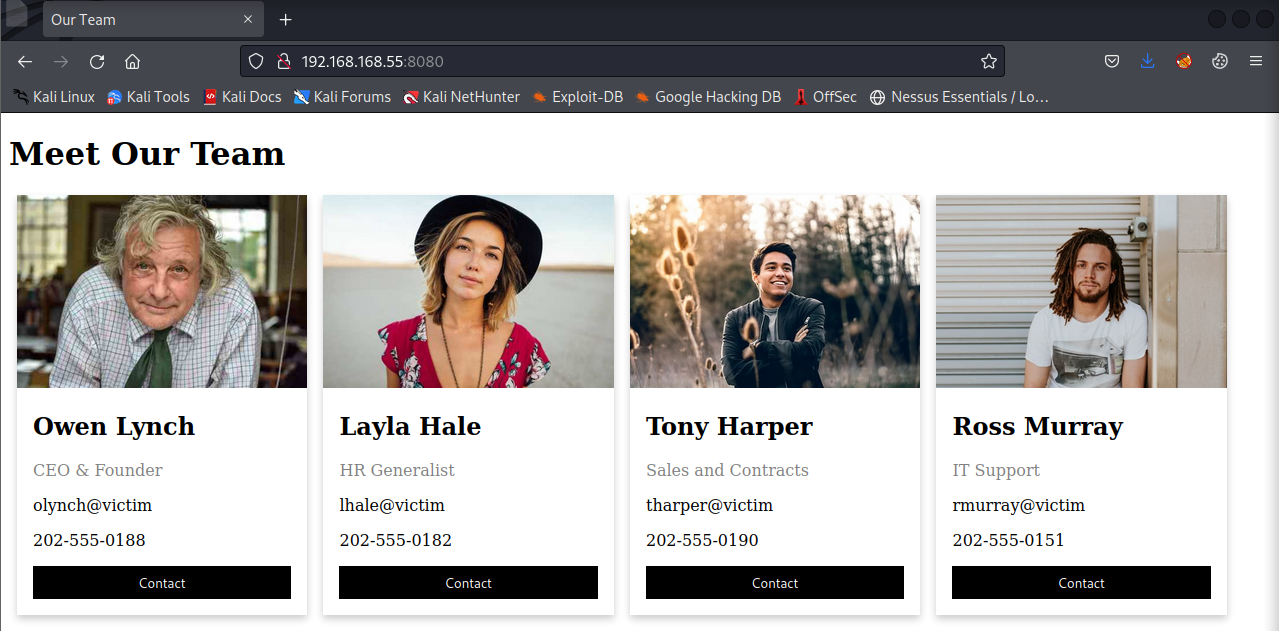 Our Team
192.168.168.55:8080
Kali Linux Kali Tools Kali Docs Kali Forums Kali NetHunter Exploit-DB Google Hacking DB OffSec Nessus Essentials / Lo…
Meet Our Team
Owen Lynch
CEO & Founder
olynch@victim
202-555-0188
Contact
Layla Hale
HR Generalist
lhale@victim
202-555-0182
Contact
Tony Harper
Sales and Contracts
tharper@victim
202-555-0190
Contact
Ross Murray
IT Support
rmurray@victim
202-555-0151
Contact